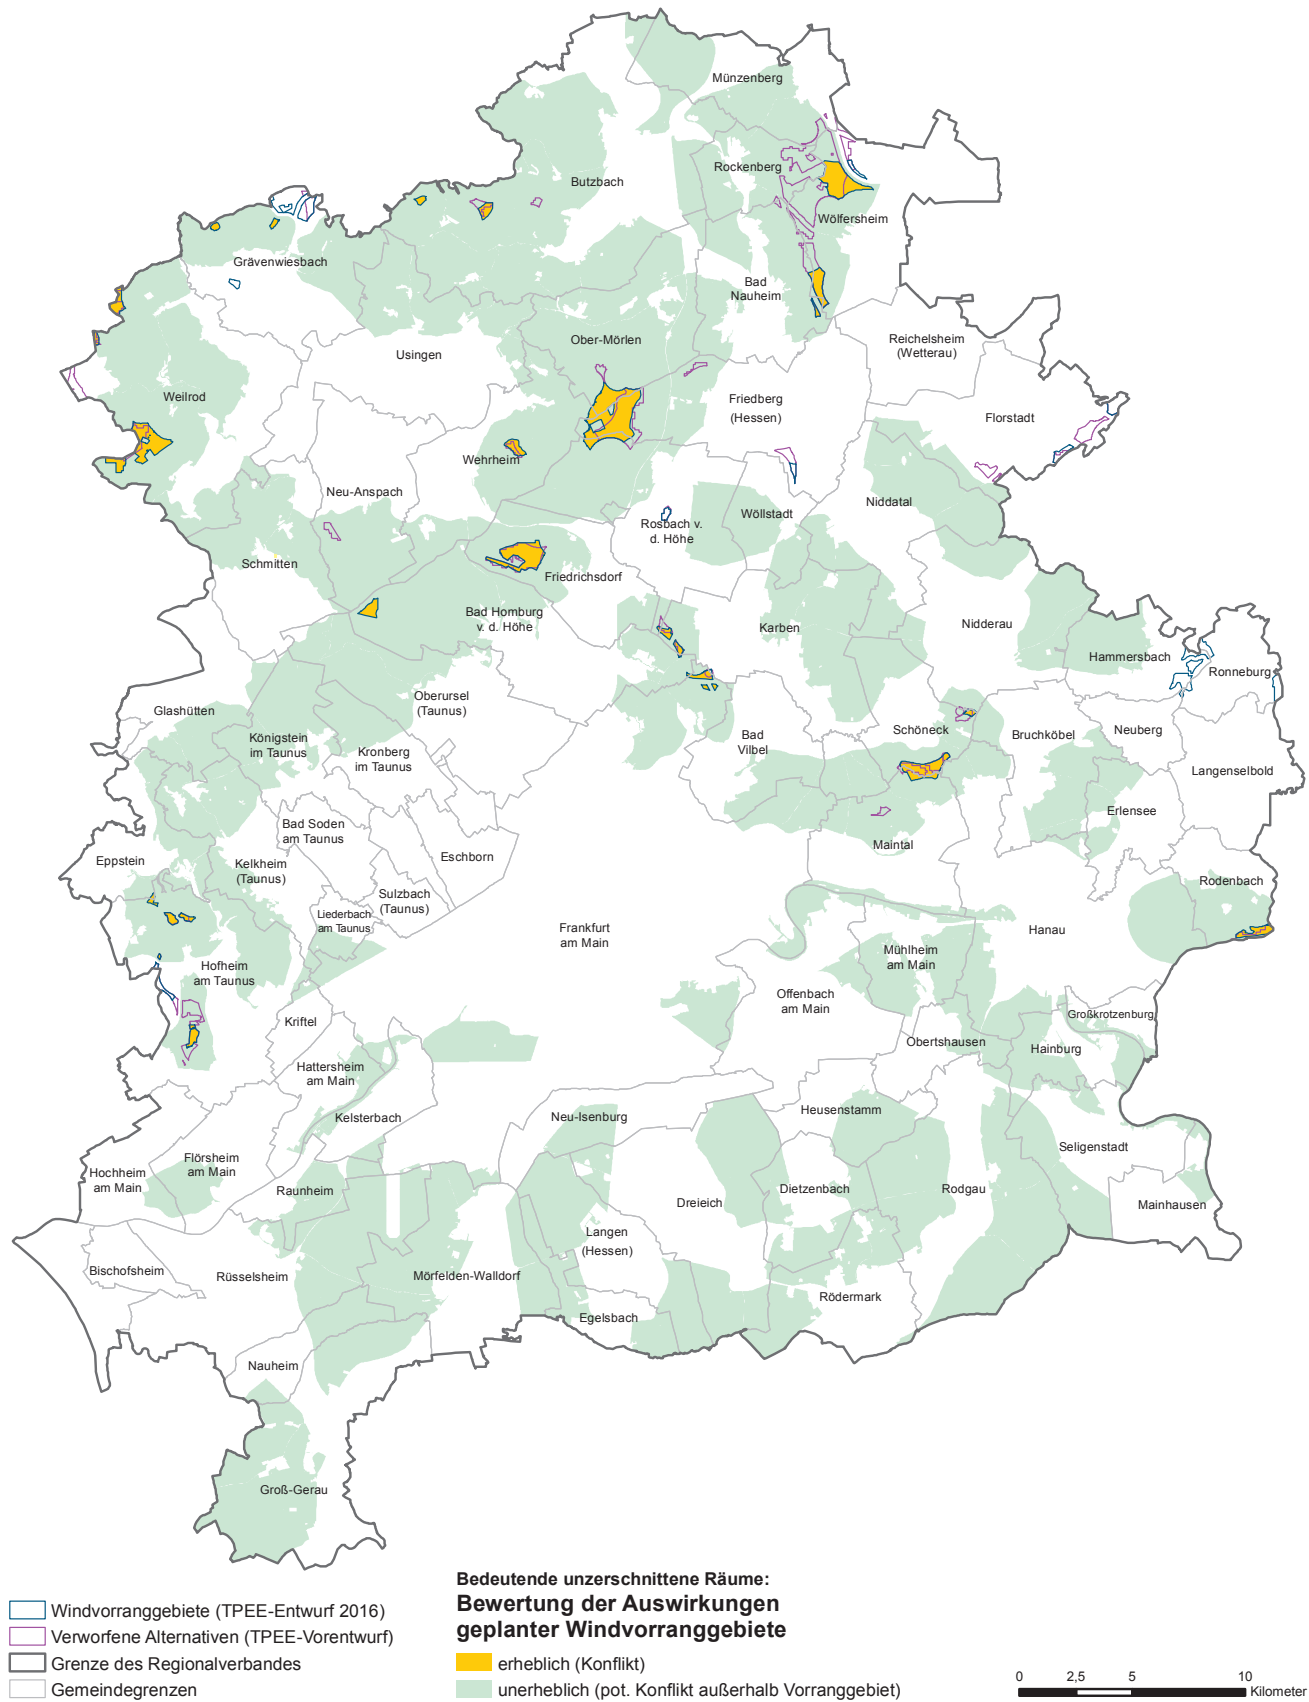 Münzenberg
Rockenberg
Butzbach
Wölfersheim
Grävenwiesbach
Bad
Nauheim
Reichelsheim
(Wetterau)
Ober-Mörlen
Usingen
Weilrod
Friedberg
(Hessen)
Florstadt
Wehrheim
Neu-Anspach
Niddatal
Wöllstadt
Rosbach v.
d. Höhe
Schmitten
Friedrichsdorf
Bad Homburg
v. d. Höhe
Karben
Nidderau
Hammersbach
Ronneburg
Oberursel
(Taunus)
Glashütten
Königstein
im Taunus
Kronberg
im Taunus
Bad
Vilbel
Schöneck
Bruchköbel
Neuberg
Langenselbold
Erlensee
Bad Soden
am Taunus
Maintal
Eschborn
Eppstein
Kelkheim
(Taunus)
Sulzbach
(Taunus)
Rodenbach
Liederbach
am Taunus
Frankfurt
am Main
Hanau
Mühlheim
am Main
Hofheim
am Taunus
Offenbach
am Main
Großkrotzenburg
Kriftel
Obertshausen
Hainburg
Hattersheim
am Main
Heusenstamm
Kelsterbach
Neu-Isenburg
Seligenstadt
Flörsheim
am Main
Hochheim
am Main
Raunheim
Dietzenbach
Rodgau
Dreieich
Mainhausen
Langen
(Hessen)
Bischofsheim
Rüsselsheim
Mörfelden-Walldorf
Rödermark
Egelsbach
Nauheim
Groß-Gerau
Windvorranggebiete (TPEE-Entwurf 2016)
Verworfene Alternativen (TPEE-Vorentwurf)
Grenze des Regionalverbandes
Gemeindegrenzen
Bedeutende unzerschnittene Räume:
Bewertung der Auswirkungen
geplanter Windvorranggebiete
erheblich (Konflikt)
unerheblich (pot. Konflikt außerhalb Vorranggebiet)
0 2,5 5 10
Kilometer